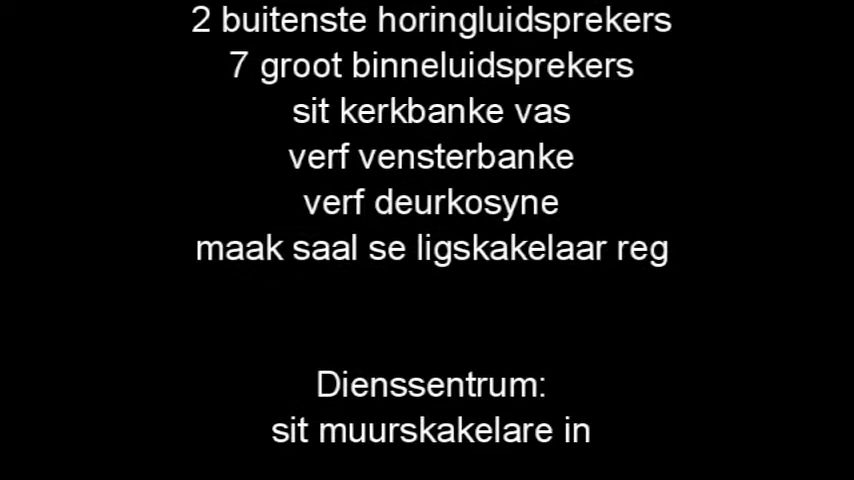 2 buitenste horingluidsprekers
7 groot binneluidsprekers
sit kerkbanke vas
verf vensterbanke
verf deurkosyne
maak saal se ligskakelaar reg
Dienssentrum:
sit muurskakelare in